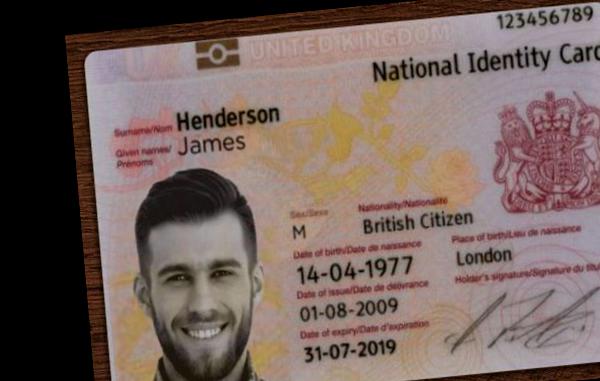 123456789
UNITED KINGDOM
National Identity Card
Surname/Nom Henderson
Given names/ Prénoms James
Sex/Sexe
M
Nationality/Nationalité
British Citizen
Date of birth/Date de naissance
14-04-1977
Place of birth/Lieu de naissance
London
Date of issue/Date de délivrance
01-08-2009
Holder's signature/Signature du titu
Date of expiry/Date d'expiration
31-07-2019